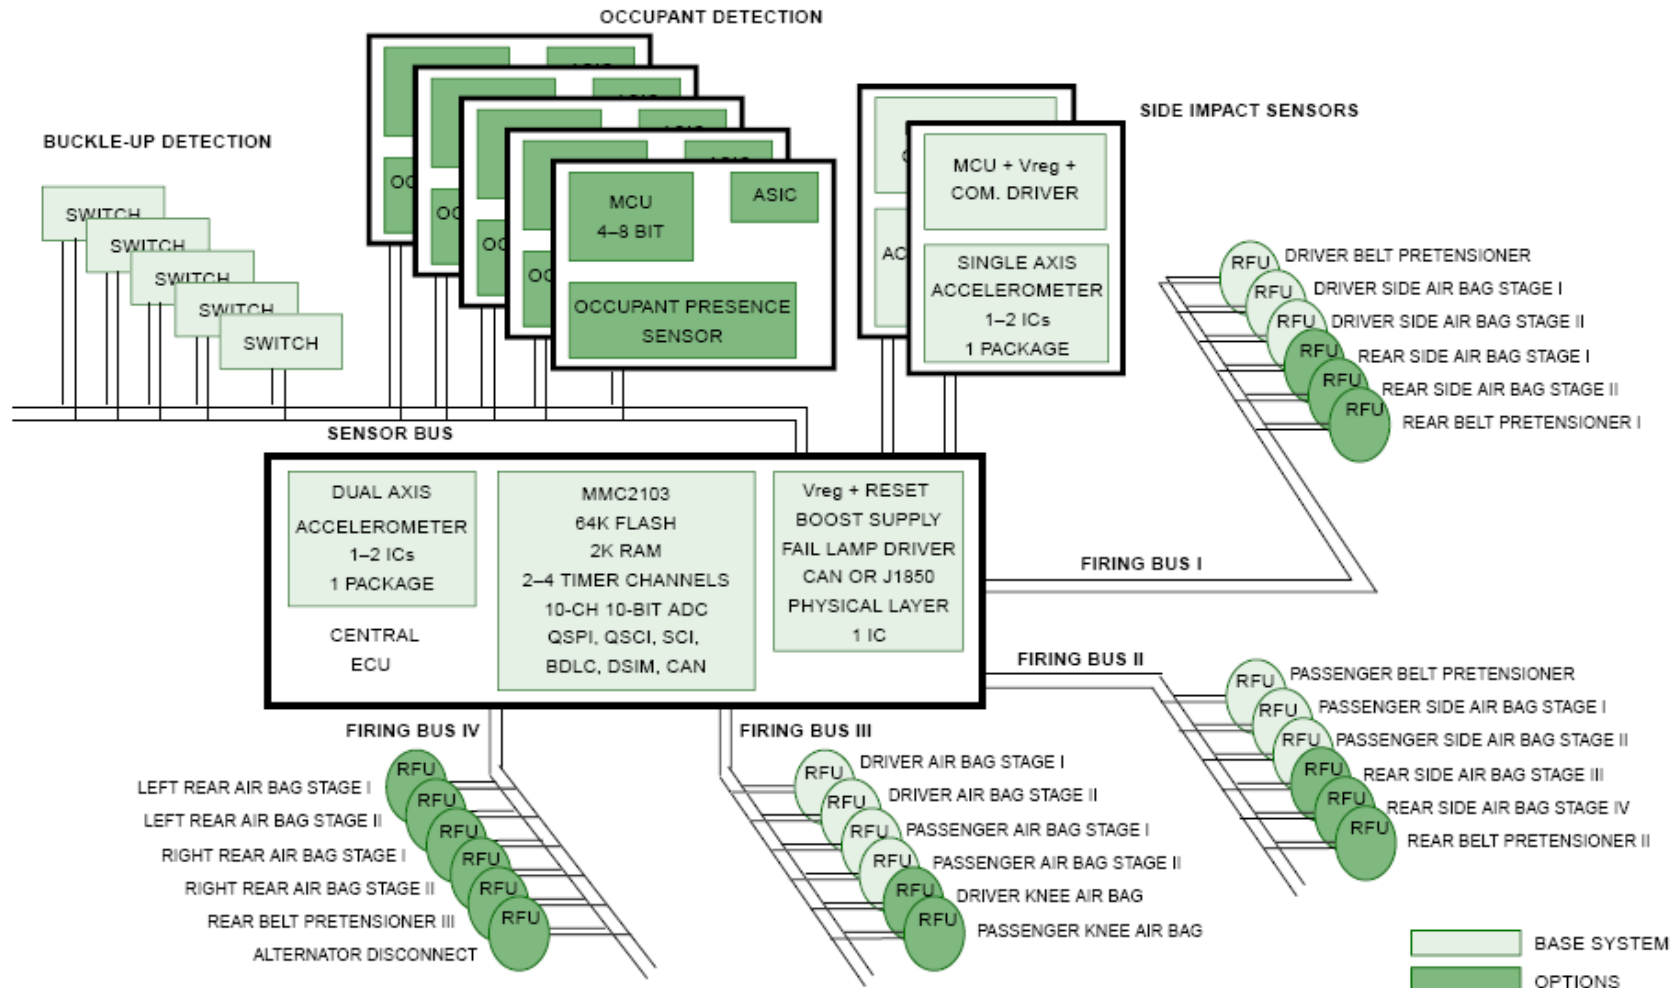 OCCUPANT DETECTION
SIDE IMPACT SENSORS
BUCKLE-UP DETECTION
SWITCH
SWITCH
SWITCH
SWITCH
SWITCH
ASIC
ASIC
ASIC
ASIC
OC
OC
OC
OC
MCU
4–8 BIT
ASIC
OCCUPANT PRESENCE
SENSOR
AC
MCU + Vreg +
COM. DRIVER
SINGLE AXIS
ACCELEROMETER
1–2 ICs
1 PACKAGE
SENSOR BUS
DUAL AXIS
ACCELEROMETER
1–2 ICs
1 PACKAGE
CENTRAL
ECU
MMC2103
64K FLASH
2K RAM
2–4 TIMER CHANNELS
10-CH 10-BIT ADC
QSPI, QSCI, SCI,
BDLC, DSIM, CAN
Vreg + RESET
BOOST SUPPLY
FAIL LAMP DRIVER
CAN OR J1850
PHYSICAL LAYER
1 IC
FIRING BUS I
RFU DRIVER BELT PRETENSIONER
RFU DRIVER SIDE AIR BAG STAGE I
RFU DRIVER SIDE AIR BAG STAGE II
RFU REAR SIDE AIR BAG STAGE I
RFU REAR SIDE AIR BAG STAGE II
RFU REAR BELT PRETENSIONER I
FIRING BUS II
RFU PASSENGER BELT PRETENSIONER
RFU PASSENGER SIDE AIR BAG STAGE I
RFU PASSENGER SIDE AIR BAG STAGE II
RFU REAR SIDE AIR BAG STAGE III
RFU REAR SIDE AIR BAG STAGE IV
RFU REAR BELT PRETENSIONER II
FIRING BUS III
RFU DRIVER AIR BAG STAGE I
RFU DRIVER AIR BAG STAGE II
RFU PASSENGER AIR BAG STAGE I
RFU PASSENGER AIR BAG STAGE II
RFU DRIVER KNEE AIR BAG
RFU PASSENGER KNEE AIR BAG
FIRING BUS IV
LEFT REAR AIR BAG STAGE I RFU
LEFT REAR AIR BAG STAGE II RFU
RIGHT REAR AIR BAG STAGE I RFU
RIGHT REAR AIR BAG STAGE II RFU
REAR BELT PRETENSIONER III RFU
ALTERNATOR DISCONNECT RFU
BASE SYSTEM
OPTIONS